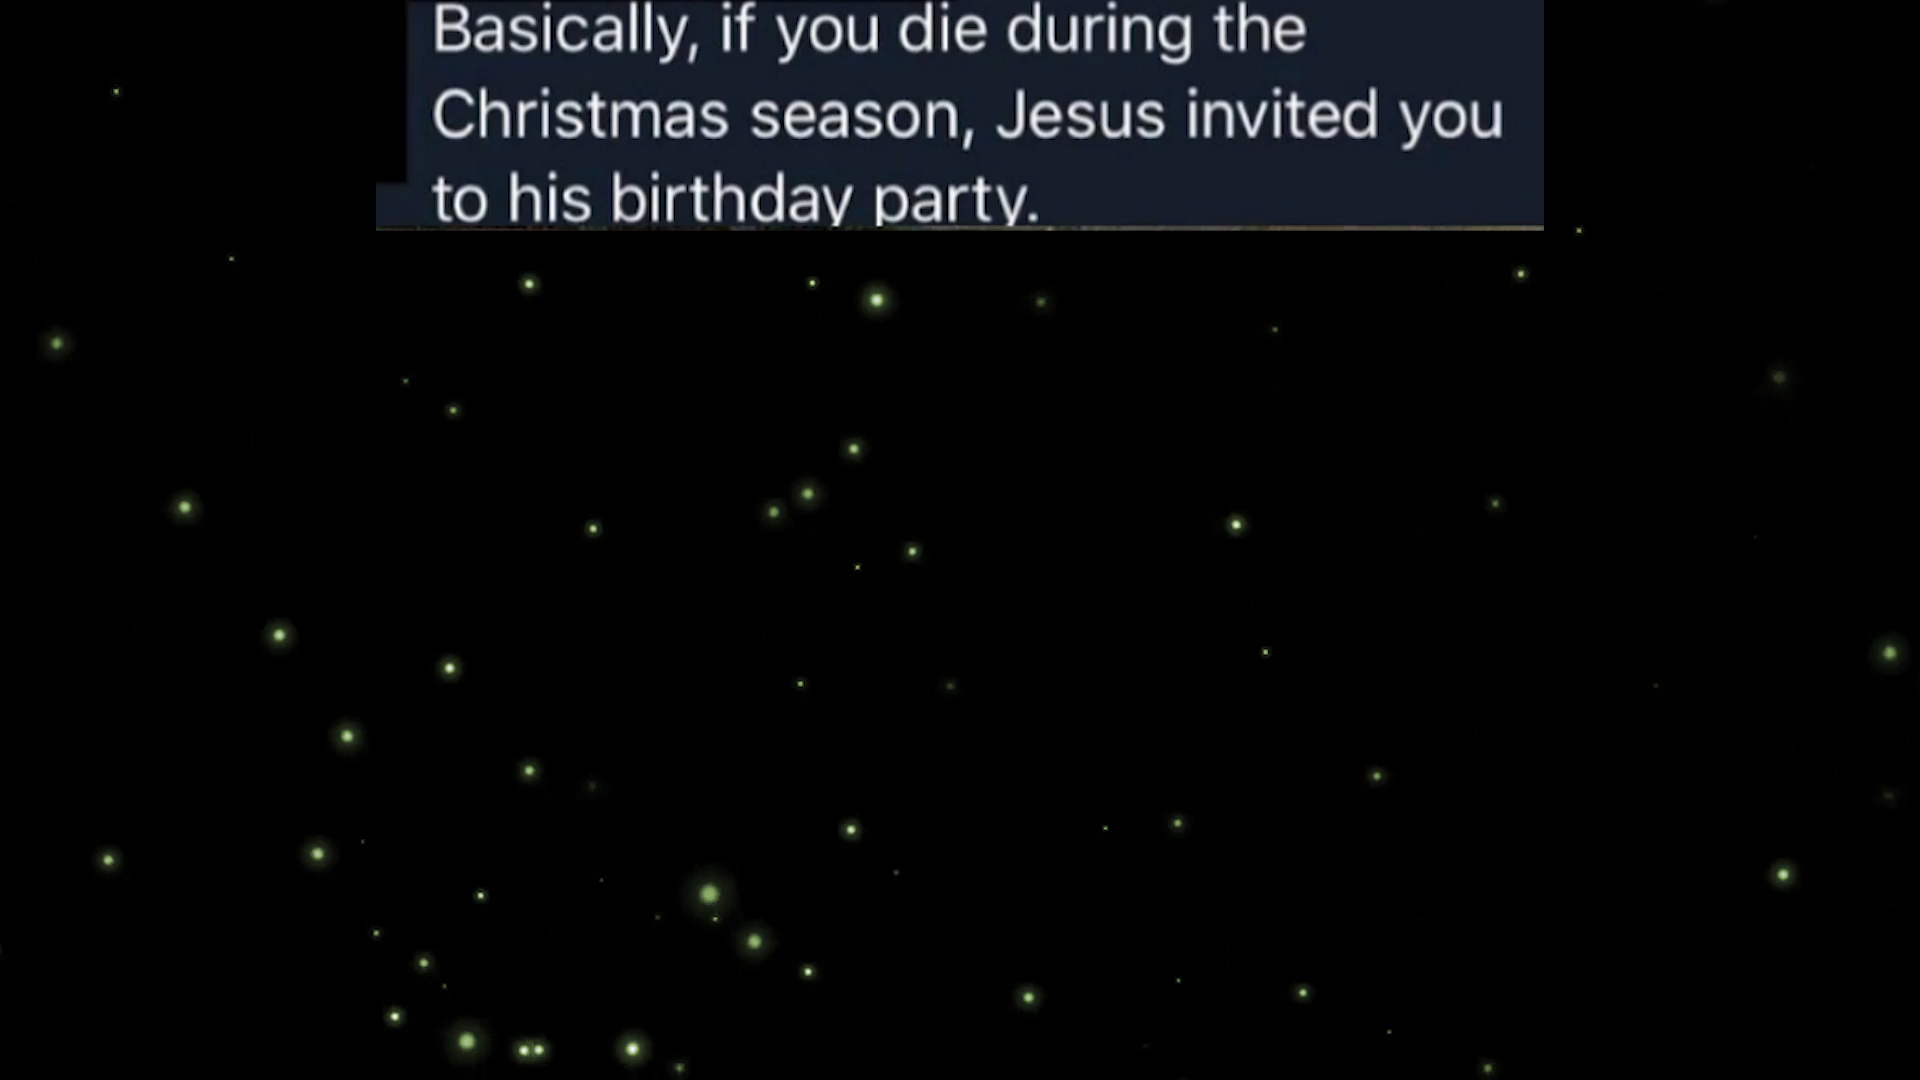 Basically, if you die during the
Christmas season, Jesus invited you
to his birthday party.